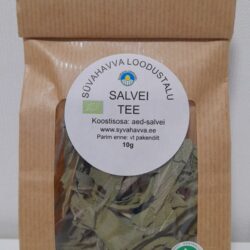 SÜVAHAVVA LOODUSTALU
SALVEI
TEE
Koostisosa: aed-salvei
www.syvahavva.ee
Parim enne: vt pakendilt
10g